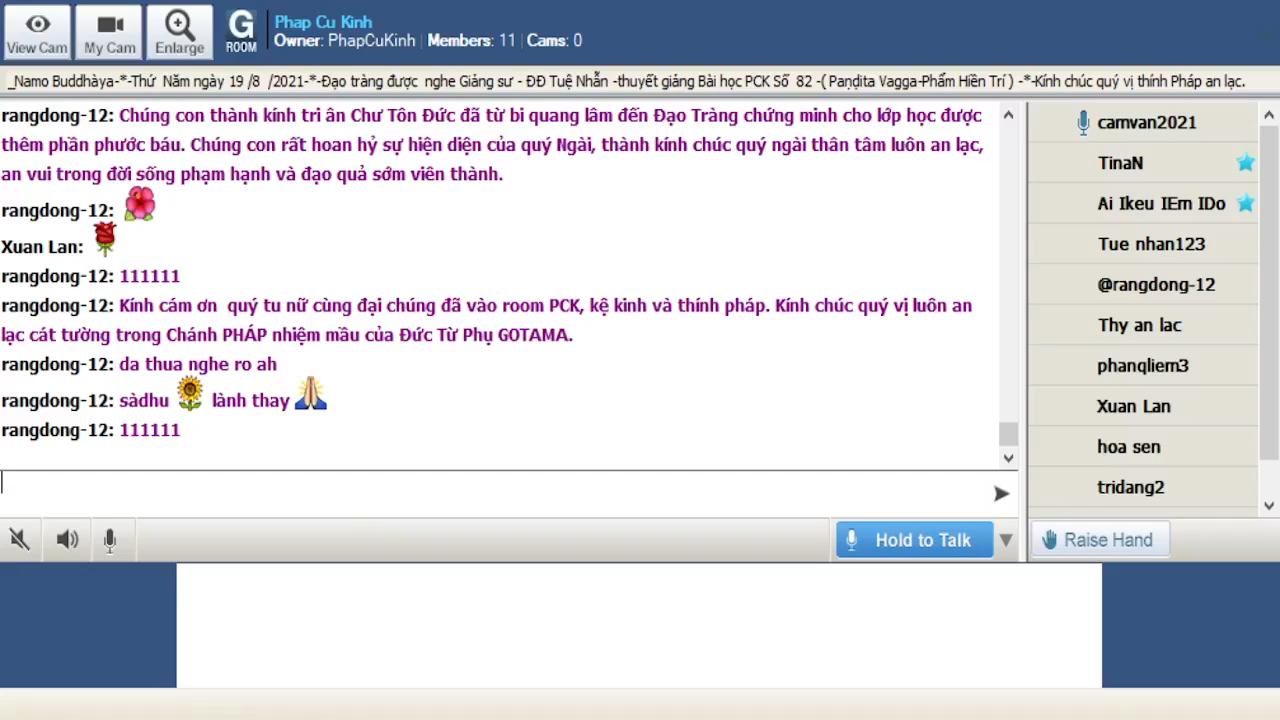 View Cam
My Cam
Enlarge
G
ROOM
Phap Cu Kinh
Owner: PhapCuKinh | Members: 11 | Cams: 0
_Namo Buddhàya-*-Thứ Năm ngày 19 /8 /2021-*-Đạo tràng được nghe Giảng sư - ĐĐ Tuệ Nhẫn -thuyết giảng Bài học PCK Số 82 -( Paṇḍita Vagga-Phẩm Hiền Trí ) -*-Kính chúc quý vị thính Pháp an lạc.
rangdong-12: Chúng con thành kính tri ân Chư Tôn Đức đã từ bi quang lâm đến Đạo Tràng chứng minh cho lớp học được
thêm phần phước báu. Chúng con rất hoan hỷ sự hiện diện của quý Ngài, thành kính chúc quý ngài thân tâm luôn an lạc,
an vui trong đời sống phạm hạnh và đạo quả sớm viên thành.
rangdong-12:
Xuan Lan:
rangdong-12: 111111
rangdong-12: Kính cám ơn quý tu nữ cùng đại chúng đã vào room PCK, kệ kinh và thính pháp. Kính chúc quý vị luôn an
lạc cát tường trong Chánh PHÁP nhiệm mầu của Đức Từ Phụ GOTAMA.
rangdong-12: da thua nghe ro ah
rangdong-12: sàdhu lành thay
rangdong-12: 111111
camvan2021
TinaN
Ai Ikeu IEm IDo
Tue nhan123
@rangdong-12
Thy an lac
phanqliem3
Xuan Lan
hoa sen
tridang2
Hold to Talk
Raise Hand